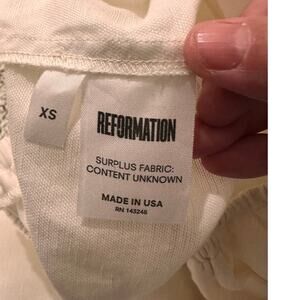 XS
REFORMATION
SURPLUS FABRIC:
CONTENT UNKNOWN
MADE IN USA
RN 143246